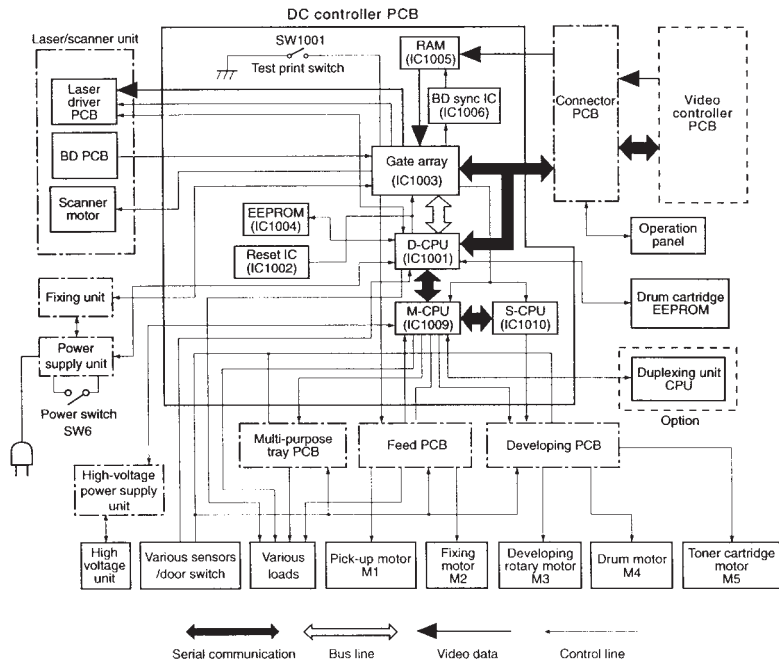 DC controller PCB
Laser/scanner unit
SW1001
Test print switch
RAM
(IC1005)
BD sync IC
(IC1006)
Laser
driver
PCB
BD PCB
Scanner
motor
Gate array
(IC1003)
Connector
PCB
Video
controller
PCB
EEPROM
(IC1004)
Reset IC
(IC1002)
D-CPU
(IC1001)
Operation
panel
Fixing unit
M-CPU
(IC1009)
S-CPU
(IC1010)
Drum cartridge
EEPROM
Power
supply unit
Power switch
SW6
Duplexing unit
CPU
Option
Multi-purpose
tray PCB
Feed PCB
Developing PCB
High-voltage
power supply
unit
High
voltage
unit
Various sensors
/door switch
Various
loads
Pick-up motor
M1
Fixing
motor
M2
Developing
rotary motor
M3
Drum motor
M4
Toner cartridge
motor
M5
Serial communication
Bus line
Video data
Control line